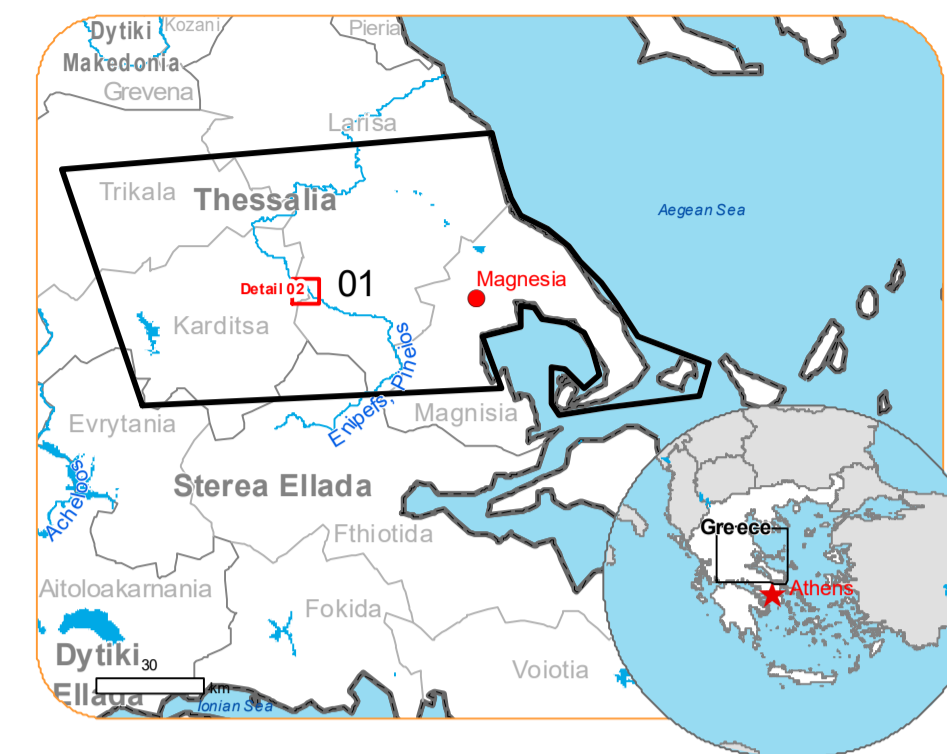 Kozani
Pieria
Dytiki
Makedonia
Grevena
Larisa
Trikala
Thessalia
Aegean Sea
Magnesia
Detail 02
01
Karditsa
Enipefs, Pineios
Magnisia
Evrytania
Acheloos
Sterea Ellada
Fthiotida
Greece
Athens
Aitoloakarnania
Fokida
Dytiki
Ellada
30
km
Ionian Sea
Voiotia